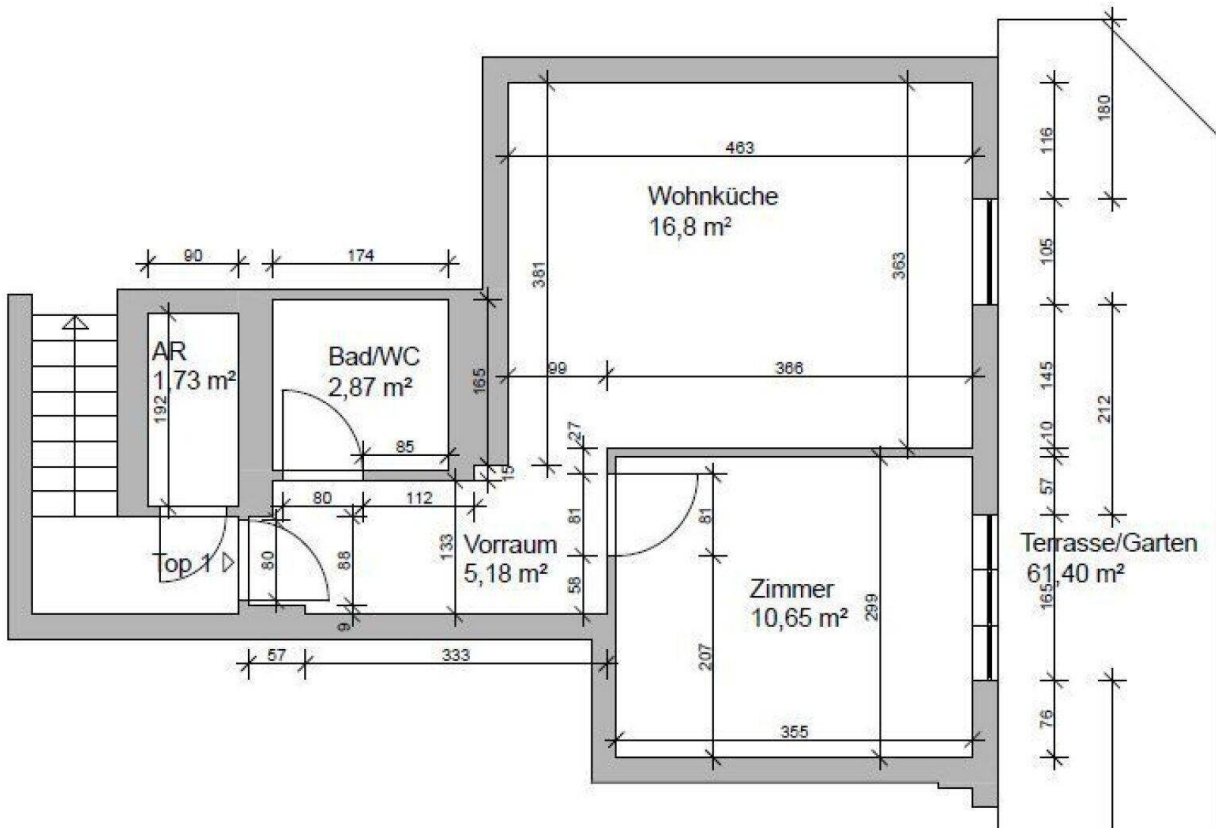 180
116
463
Wohnküche
16,8 m²
90
174
381
363
105
AR
1,73 m²
192
Bad/WC
2,87 m²
165
99
366
145
212
85
27
10
15
80
112
81
81
57
133
Vorraum
5,18 m²
Top 1
80
88
58
Zimmer
10,65 m²
299
Terrasse/Garten
61,40 m²
165
9
57
333
207
355
76